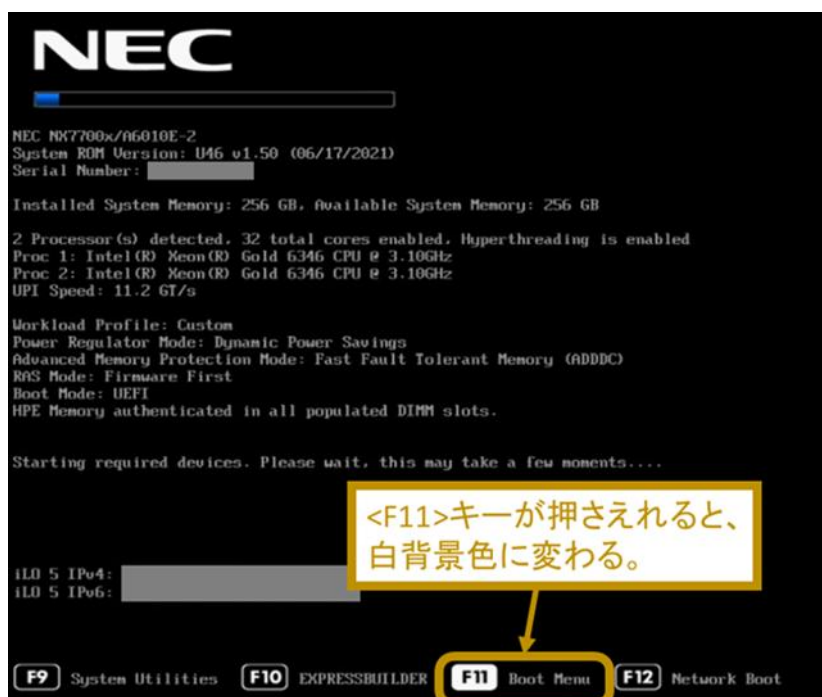 NEC
NEC NX7700x/A6010E-2
System ROM Version: U46 v1.50 (06/17/2021)
Serial Number:
Installed System Memory: 256 GB, Available System Memory: 256 GB
2 Processor(s) detected, 32 total cores enabled, Hyperthreading is enabled
Proc 1: Intel(R) Xeon(R) Gold 6346 CPU @ 3.10GHz
Proc 2: Intel(R) Xeon(R) Gold 6346 CPU @ 3.10GHz
UPI Speed: 11.2 GT/s
Workload Profile: Custom
Power Regulator Mode: Dynamic Power Savings
Advanced Memory Protection Mode: Fast Fault Tolerant Memory (ADDDC)
RAS Mode: Firmware First
Boot Mode: UEFI
HPE Memory authenticated in all populated DIMM slots.
Starting required devices. Please wait, this may take a few moments....
<F11>キーが押さえれると、
白背景色に変わる。
iLO 5 IPv4:
iLO 5 IPv6:
F9 System Utilities F10 EXPRESSBUILDER F11 Boot Menu F12 Network Boot